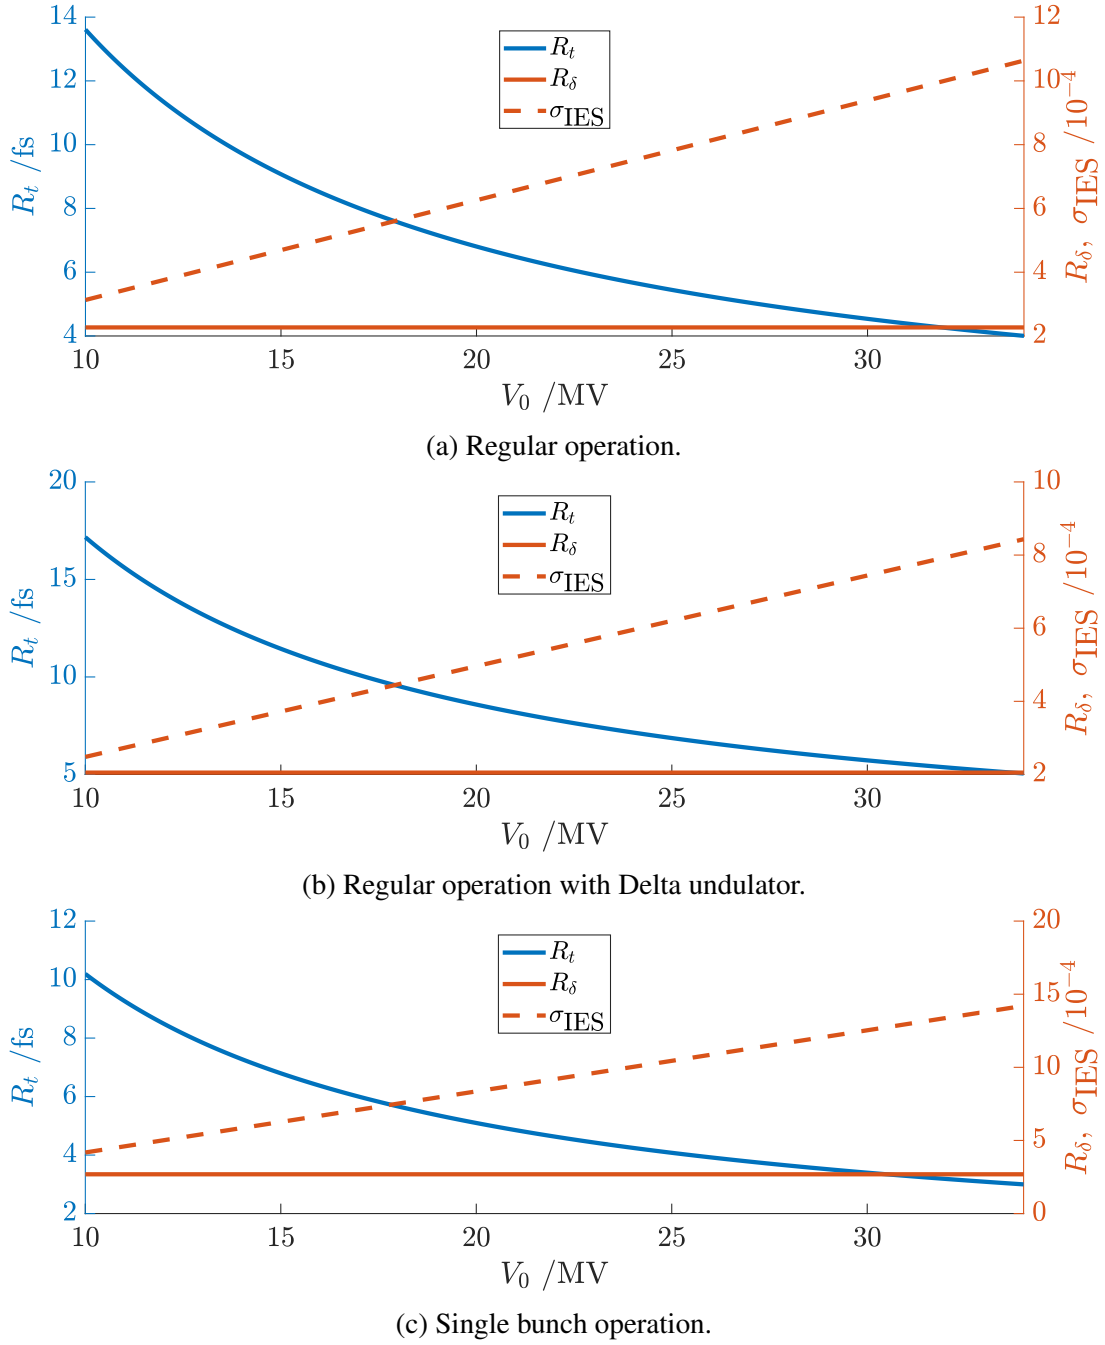 14
12
10
8
6
4
R_t /fs
12
10
8
6
4
2
R_δ, σ_IES /10^−4
R_t
R_δ
σ_IES
10 15 20 25 30
V_0 /MV
(a) Regular operation.
20
15
10
5
R_t /fs
10
8
6
4
2
R_δ, σ_IES /10^−4
R_t
R_δ
σ_IES
10 15 20 25 30
V_0 /MV
(b) Regular operation with Delta undulator.
12
10
8
6
4
2
R_t /fs
20
15
10
5
0
R_δ, σ_IES /10^−4
R_t
R_δ
σ_IES
10 15 20 25 30
V_0 /MV
(c) Single bunch operation.